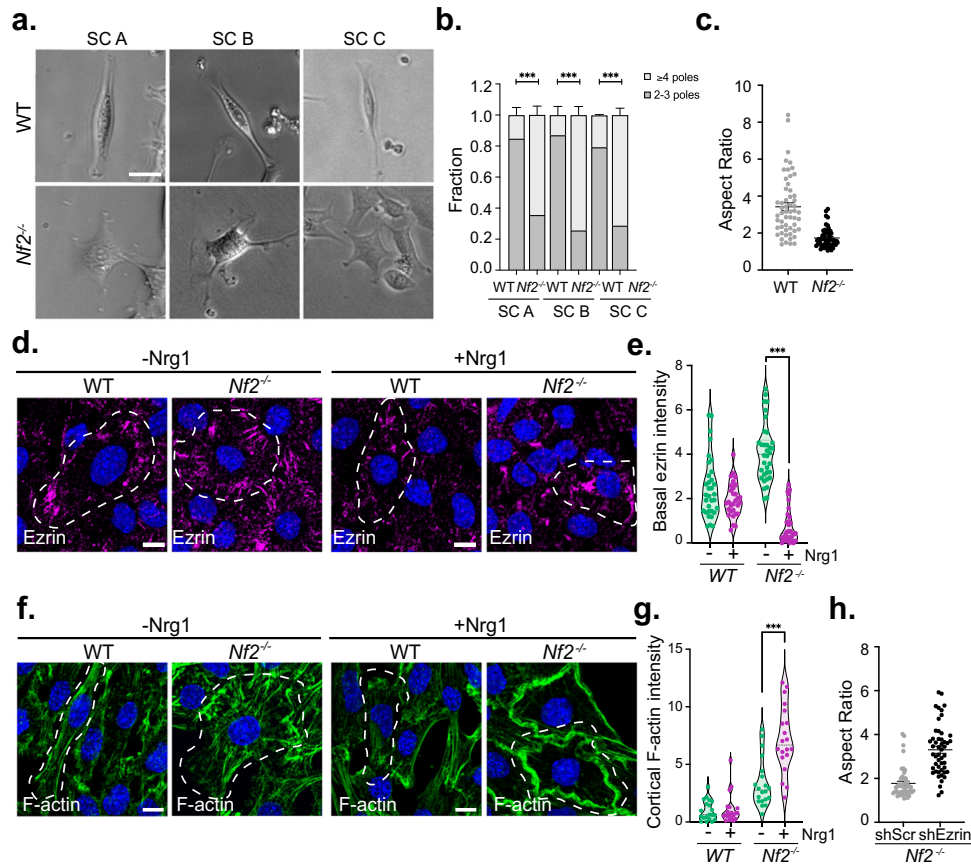 a.
SC A SC B SC C
WT
Nf2-/-
b.
*** *** ***
≥4 poles
2-3 poles
Fraction
1.2
1.0
0.8
0.6
0.4
0.2
0.0
WT Nf2-/- WT Nf2-/- WT Nf2-/-
SC A SC B SC C
c.
Aspect Ratio
10
8
6
4
2
0
WT Nf2-/-
d.
-Nrg1 +Nrg1
WT Nf2-/- WT Nf2-/-
Ezrin Ezrin Ezrin Ezrin
e.
***
Basal ezrin intensity
8
6
4
2
0
- + - + Nrg1
WT Nf2-/-
f.
-Nrg1 +Nrg1
WT Nf2-/- WT Nf2-/-
F-actin F-actin F-actin F-actin
g.
***
Cortical F-actin intensity
15
10
5
0
- + - + Nrg1
WT Nf2-/-
h.
Aspect Ratio
8
6
4
2
0
shScr shEzrin
Nf2-/-